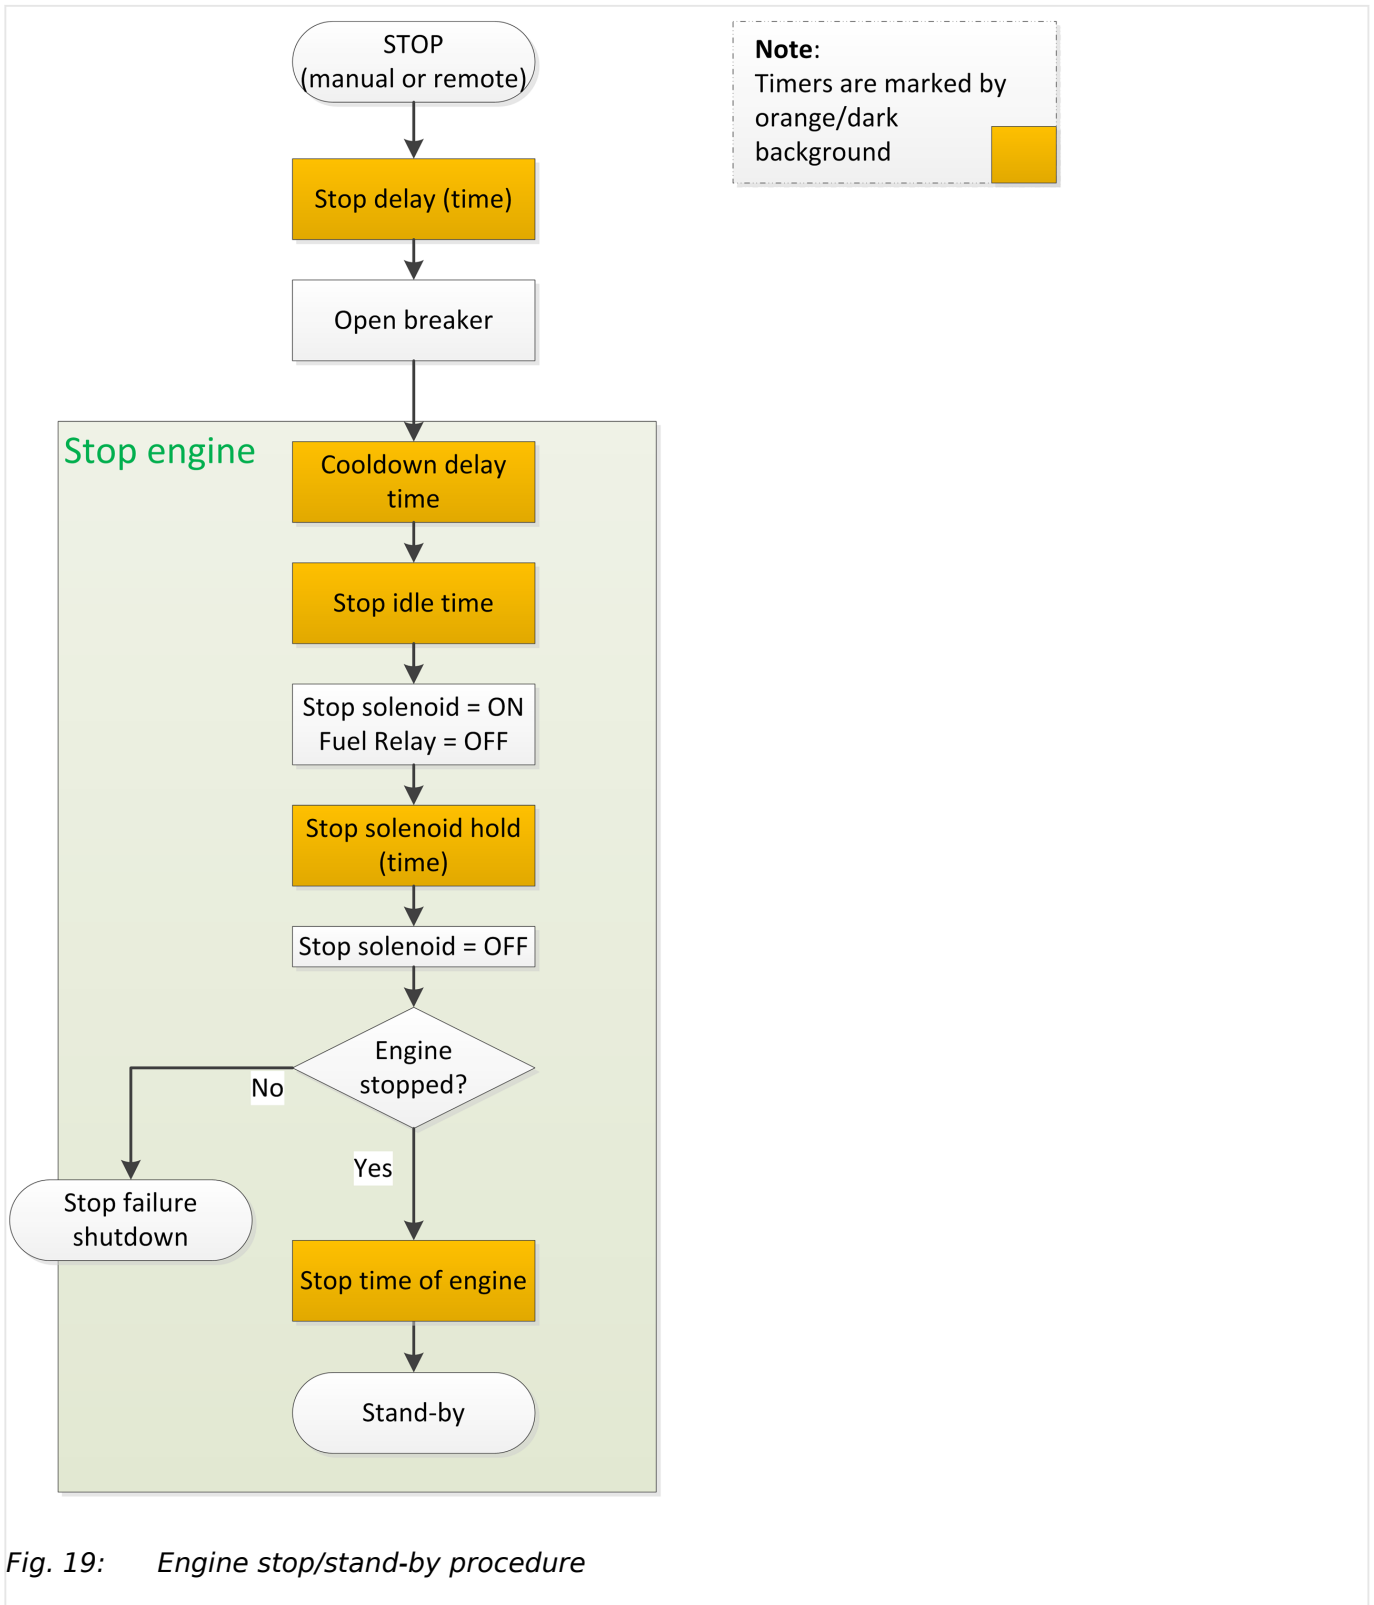 STOP
(manual or remote)
Note:
Timers are marked by
orange/dark
background
Stop delay (time)
Open breaker
Stop engine
Cooldown delay
time
Stop idle time
Stop solenoid = ON
Fuel Relay = OFF
Stop solenoid hold
(time)
Stop solenoid = OFF
Engine
stopped?
No
Yes
Stop failure
shutdown
Stop time of engine
Stand-by
Fig. 19: Engine stop/stand-by procedure